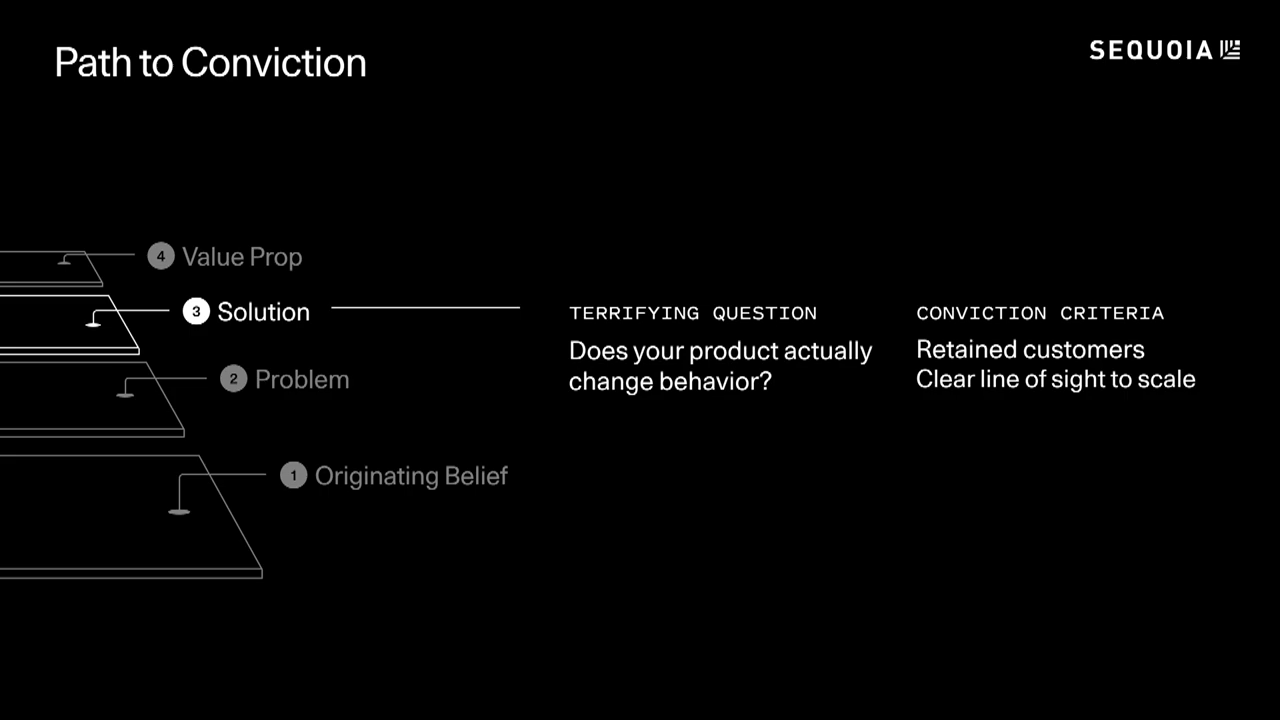 Path to Conviction
SEQUOIA
4 Value Prop
3 Solution
2 Problem
1 Originating Belief
TERRIFYING QUESTION
Does your product actually
change behavior?
CONVICTION CRITERIA
Retained customers
Clear line of sight to scale